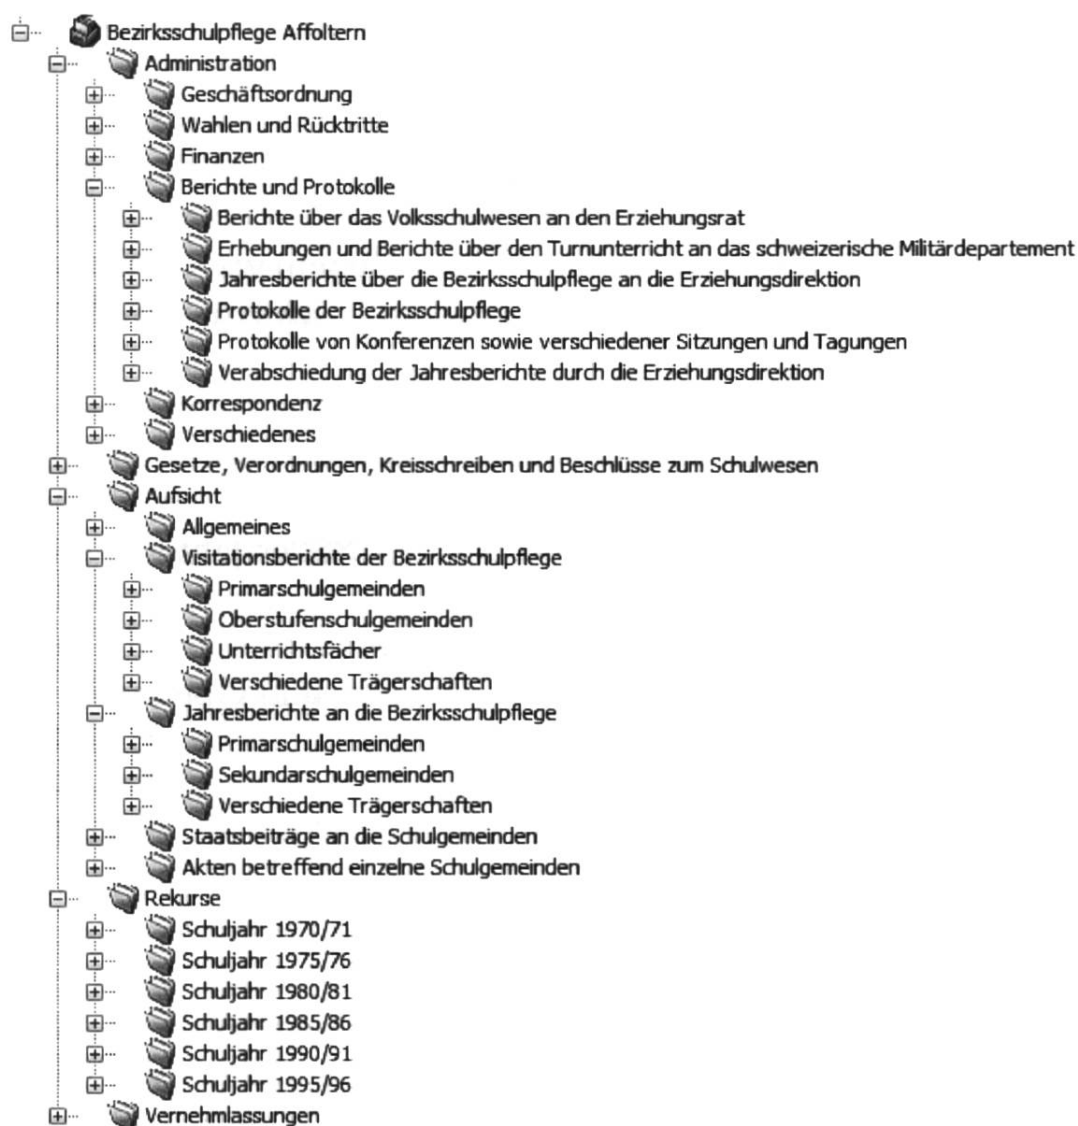 Bezirksschulpflege Affoltern
Administration
Geschäftsordnung
Wahlen und Rücktritte
Finanzen
Berichte und Protokolle
Berichte über das Volksschulwesen an den Erziehungsrat
Erhebungen und Berichte über den Turnunterricht an das schweizerische Militärdepartement
Jahresberichte über die Bezirksschulpflege an die Erziehungsdirektion
Protokolle der Bezirksschulpflege
Protokolle von Konferenzen sowie verschiedener Sitzungen und Tagungen
Verabschiedung der Jahresberichte durch die Erziehungsdirektion
Korrespondenz
Verschiedenes
Gesetze, Verordnungen, Kreisschreiben und Beschlüsse zum Schulwesen
Aufsicht
Allgemeines
Visitationsberichte der Bezirksschulpflege
Primarschulgemeinden
Oberstufenschulgemeinden
Unterrichtsfächer
Verschiedene Trägerschaften
Jahresberichte an die Bezirksschulpflege
Primarschulgemeinden
Sekundarschulgemeinden
Verschiedene Trägerschaften
Staatsbeiträge an die Schulgemeinden
Akten betreffend einzelne Schulgemeinden
Rekurse
Schuljahr 1970/71
Schuljahr 1975/76
Schuljahr 1980/81
Schuljahr 1985/86
Schuljahr 1990/91
Schuljahr 1995/96
Vernehmlassungen